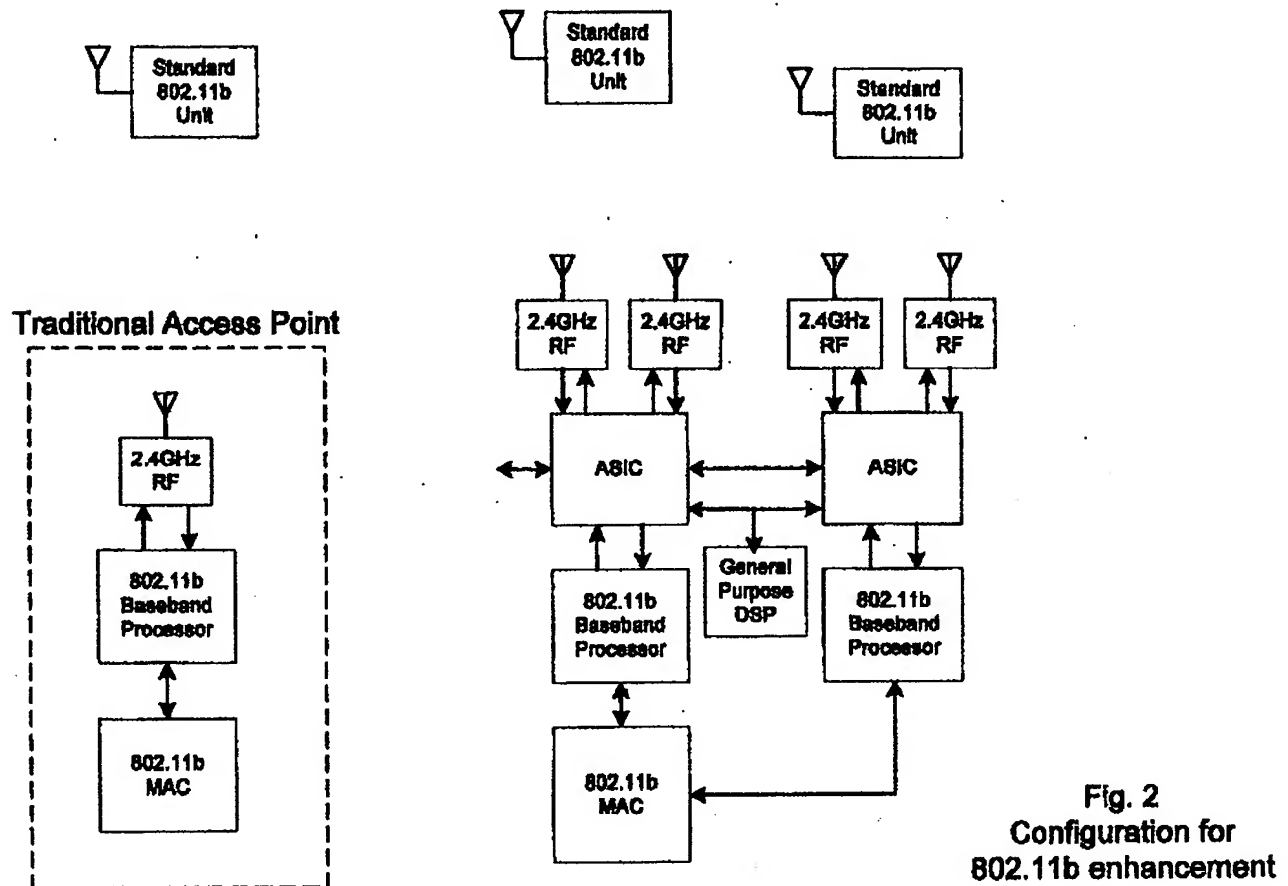 Standard
802.11b
Unit
Standard
802.11b
Unit
Standard
802.11b
Unit
Traditional Access Point
2.4GHz
RF
802.11b
Baseband
Processor
802.11b
MAC
2.4GHz
RF
2.4GHz
RF
2.4GHz
RF
2.4GHz
RF
ASIC
ASIC
802.11b
Baseband
Processor
General
Purpose
DSP
802.11b
Baseband
Processor
802.11b
MAC
Fig. 2
Configuration for
802.11b enhancement